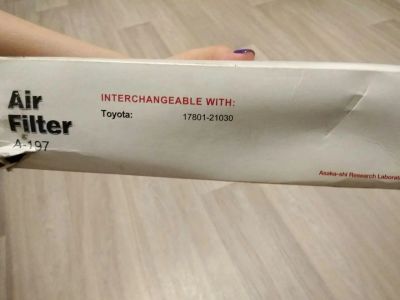 Air
Filter
A-197
INTERCHANGEABLE WITH:
Toyota: 17801-21030
Asaka-shi Research Laborat